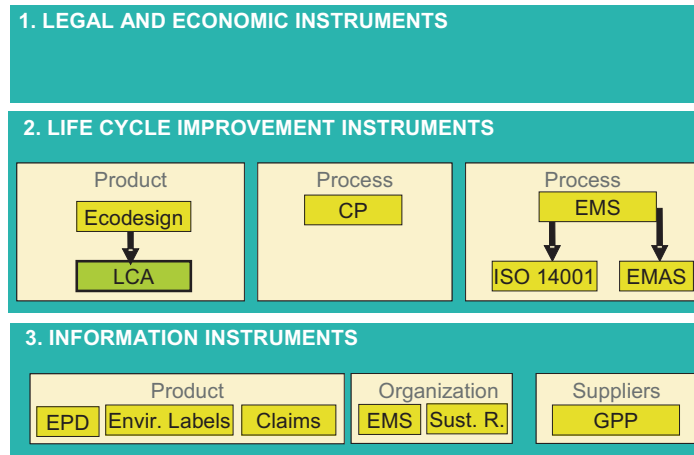 1. LEGAL AND ECONOMIC INSTRUMENTS
2. LIFE CYCLE IMPROVEMENT INSTRUMENTS
Product
Ecodesign
LCA
Process
CP
Process
EMS
ISO 14001
EMAS
3. INFORMATION INSTRUMENTS
Product
EPD
Envir. Labels
Claims
Organization
EMS
Sust. R.
Suppliers
GPP